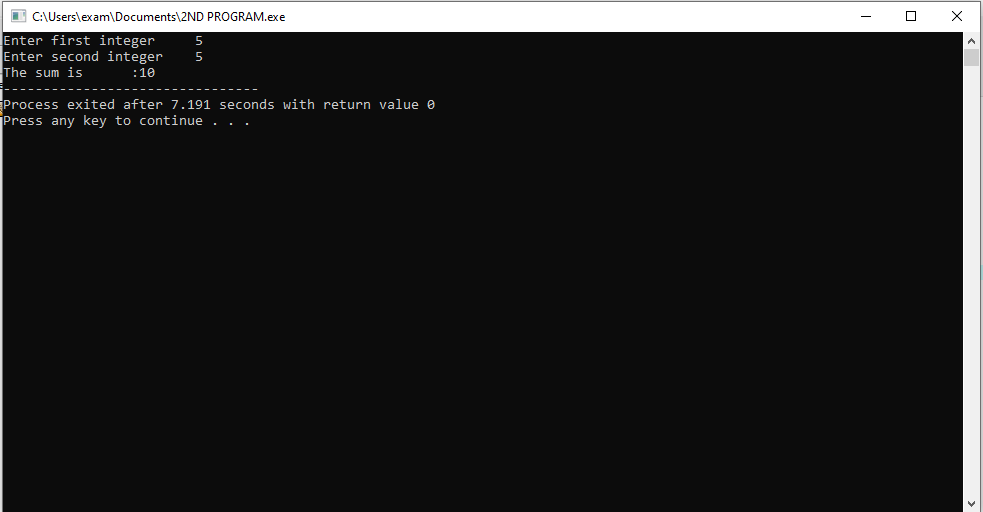 C:\Users\exam\Documents\2ND PROGRAM.exe
Enter first integer     5
Enter second integer    5
The sum is      :10
--------------------------------
Process exited after 7.191 seconds with return value 0
Press any key to continue . . .